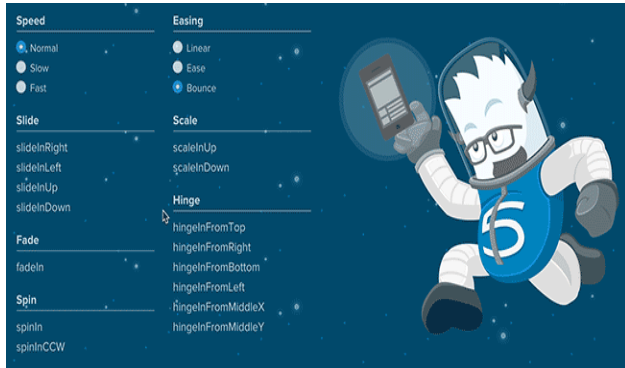 Speed
Normal
Slow
Fast
Slide
slideInRight
slideInLeft
slideInUp
slideInDown
Fade
fadeIn
Spin
spinIn
spinInCCW
Easing
Linear
Ease
Bounce
Scale
scaleInUp
scaleInDown
Hinge
hingeInFromTop
hingeInFromRight
hingeInFromBottom
hingeInFromLeft
hingeInFromMiddleX
hingeInFromMiddleY
5